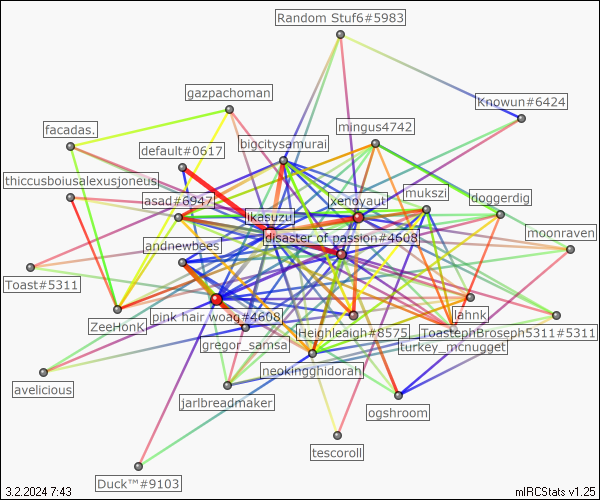 Random Stuf6#5983
gazpachoman
Knowun#6424
mingus4742
facadas.
bigcitysamurai
default#0617
thiccusboiusalexusjoneus
mukszi
xenoyaut
doggerdig
asad#6947
ikasuzu
moonraven
disaster of passion#4608
andnewbees
Toast#5311
pink hair woag#4608
lahnk
ZeeHonk
Heighleaigh#8575
ToastephBroseph5311#5311
gregor_samsa
turkey_mcnugget
neokingghidorah
avelicious
jarlbreadmaker
ogshroom
tescoroll
Duck™#9103
3.2.2024 7:43
mIRCStats v1.25